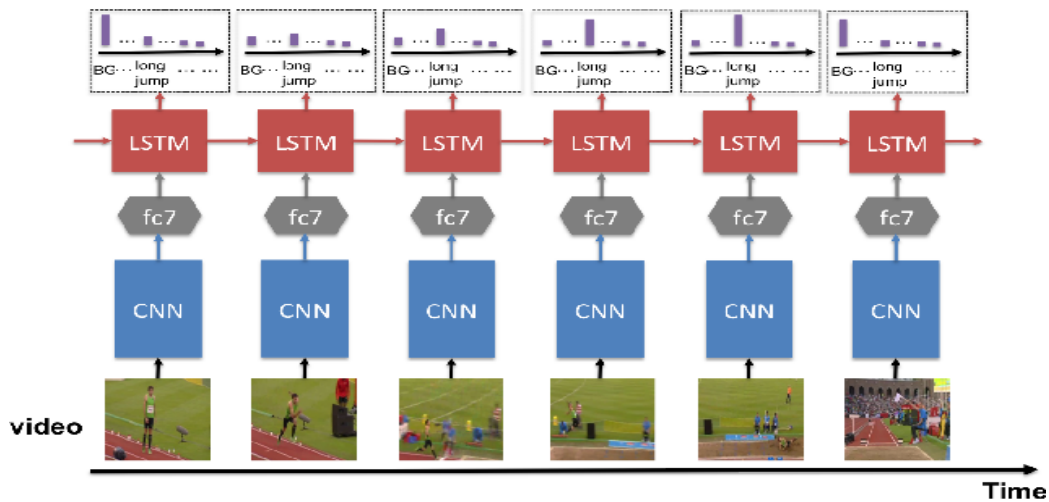 ... ... ... ... ... ... ... ... ... ... ... ...
BG... long ... ... BG... long ... ... BG... long ... ... BG... long ... ... BG... long ... ... BG... long ... ...
jump jump jump jump jump jump
LSTM LSTM LSTM LSTM LSTM LSTM
fc7 fc7 fc7 fc7 fc7 fc7
CNN CNN CNN CNN CNN CNN
video
Time